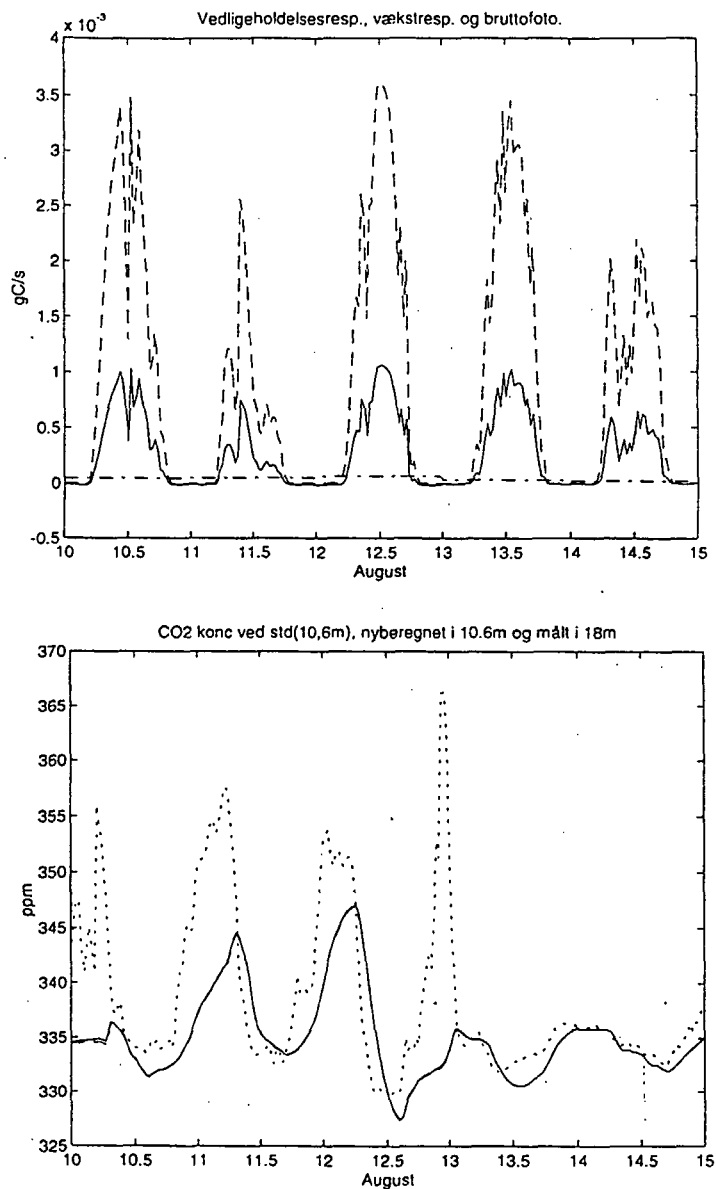 Vedligeholdelsesresp., vækstresp. og bruttofoto.
x 10^-3
4
3.5
3
2.5
2
1.5
1
0.5
0
-0.5
gC/s
10 10.5 11 11.5 12 12.5 13 13.5 14 14.5 15
August
CO2 konc ved std(10,6m), nyberegnet i 10.6m og målt i 18m
370
365
360
355
350
345
340
335
330
325
ppm
10 10.5 11 11.5 12 12.5 13 13.5 14 14.5 15
August